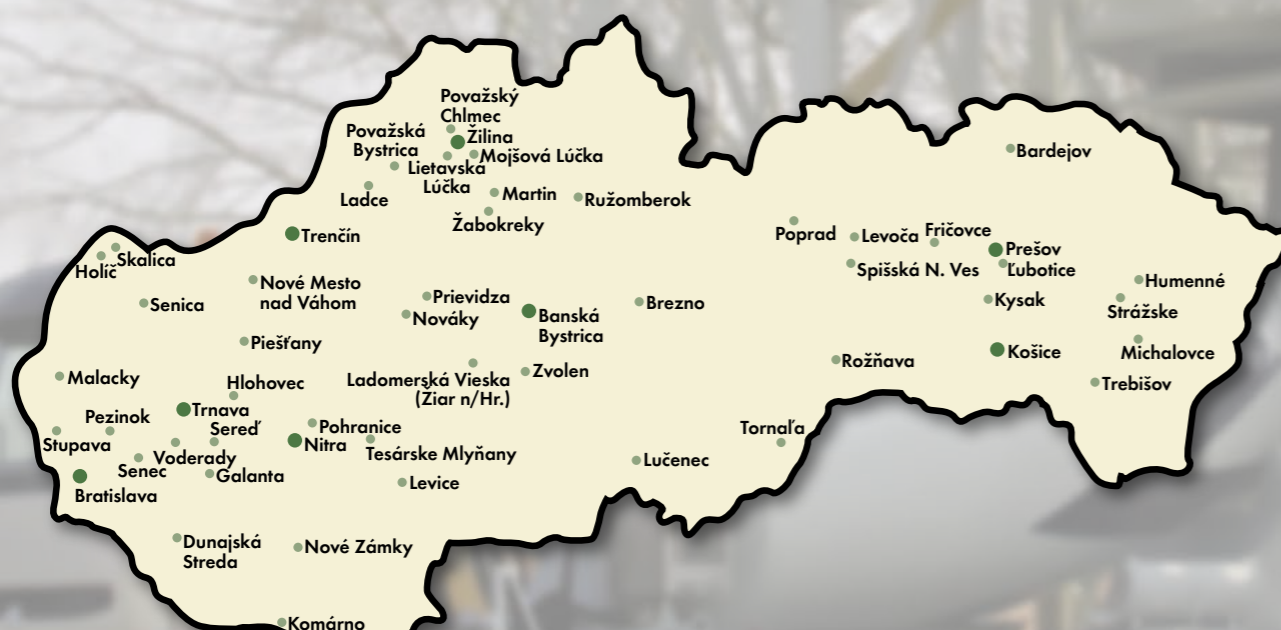 Považský
Chlmec
Žilina
Považská
Bystrica
Mojšová Lúčka
Lietavská
Lúčka
Ladce
Martin
Ružomberok
Žabokreky
Trenčín
Bardejov
Poprad
Levoča
Fričovce
Prešov
Ľubotice
Spišská N. Ves
Skalica
Holíč
Senica
Nové Mesto
nad Váhom
Prievidza
Nováky
Banská
Bystrica
Brezno
Kysak
Humenné
Strážske
Piešťany
Košice
Michalovce
Rožňava
Trebišov
Malacky
Hlohovec
Ladomerská Vieska
(Ziar n/Hr.)
Zvolen
Pezinok
Trnava
Sereď
Pohranice
Nitra
Stupava
Senec
Voderady
Galanta
Tesárske Mlyňany
Levice
Tornaľa
Lučenec
Bratislava
Dunajská
Streda
Nové Zámky
Komárno